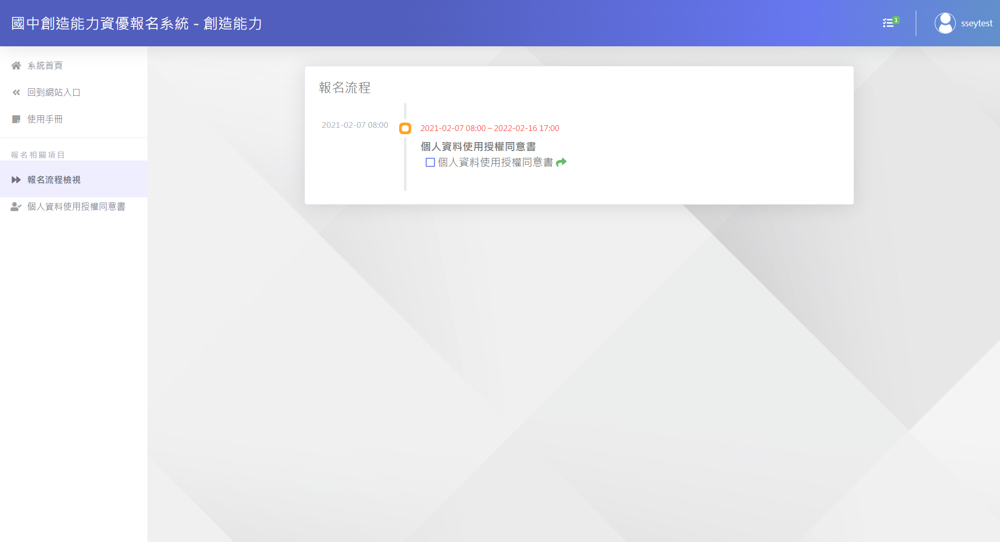 國中創造能力資優報名系統 - 創造能力
1
sseytest
系統首頁
回到網站入口
使用手冊
報名相關項目
報名流程檢視
個人資料使用授權同意書
報名流程
2021-02-07 08:00
2021-02-07 08:00 ~ 2022-02-16 17:00
個人資料使用授權同意書
個人資料使用授權同意書